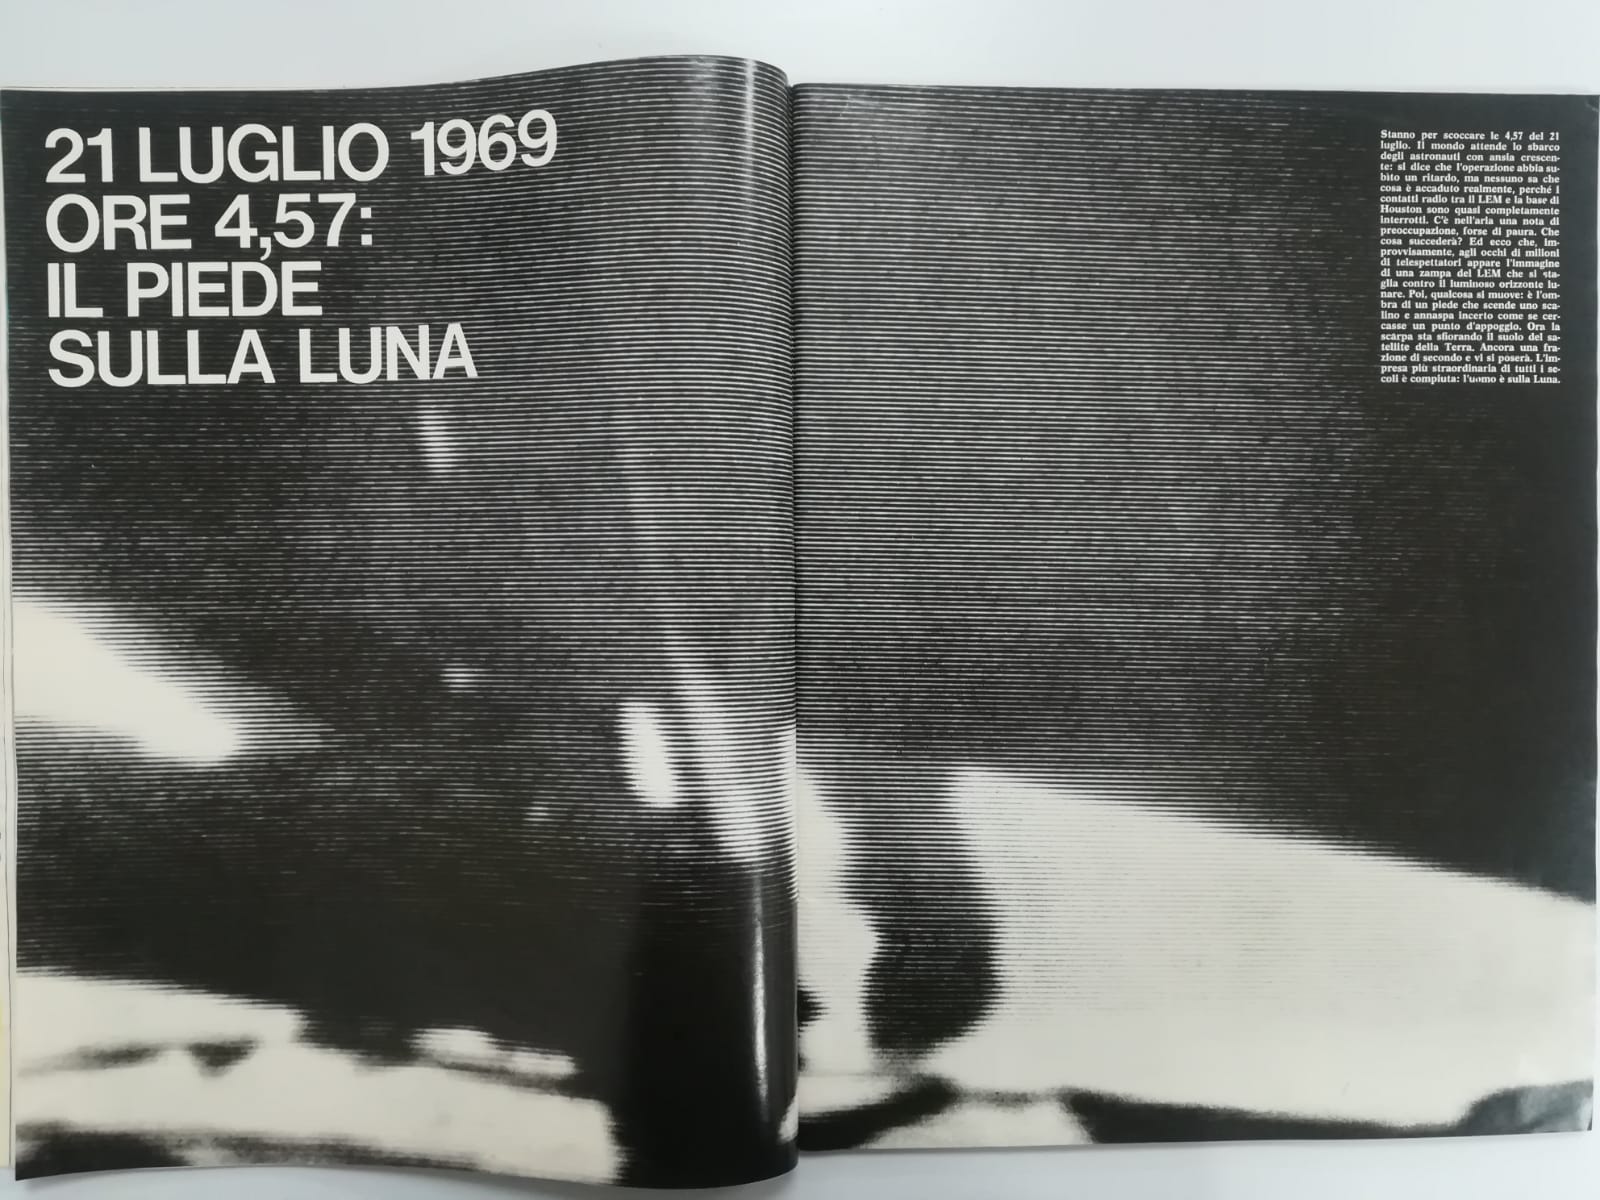 21 LUGLIO 1969
ORE 4,57:
IL PIEDE
SULLA LUNA
Stanno per scoccare le 4,57 del 21
luglio. Il mondo attende lo sbarco
degli astronauti con ansia crescen-
te: si dice che l'operazione abbia su-
bìto un ritardo, ma nessuno sa che
cosa è accaduto realmente, perché i
contatti radio tra il LEM e la base di
Houston sono quasi completamente
interrotti. C'è nell'aria una nota di
preoccupazione, forse di paura. Che
cosa succederà? Ed ecco che, im-
provvisamente, agli occhi di milioni
di telespettatori appare l'immagine
di una zampa del LEM che si sta-
glia contro il luminoso orizzonte lu-
nare. Poi, qualcosa si muove: è l'om-
bra di un piede che scende uno sca-
lino e annaspa incerto come se cer-
casse un punto d'appoggio. Ora la
scarpa sta sfiorando il suolo del sa-
tellite della Terra. Ancora una fra-
zione di secondo e vi si poserà. L'im-
presa più straordinaria di tutti i se-
coli è compiuta: l'uomo è sulla Luna.